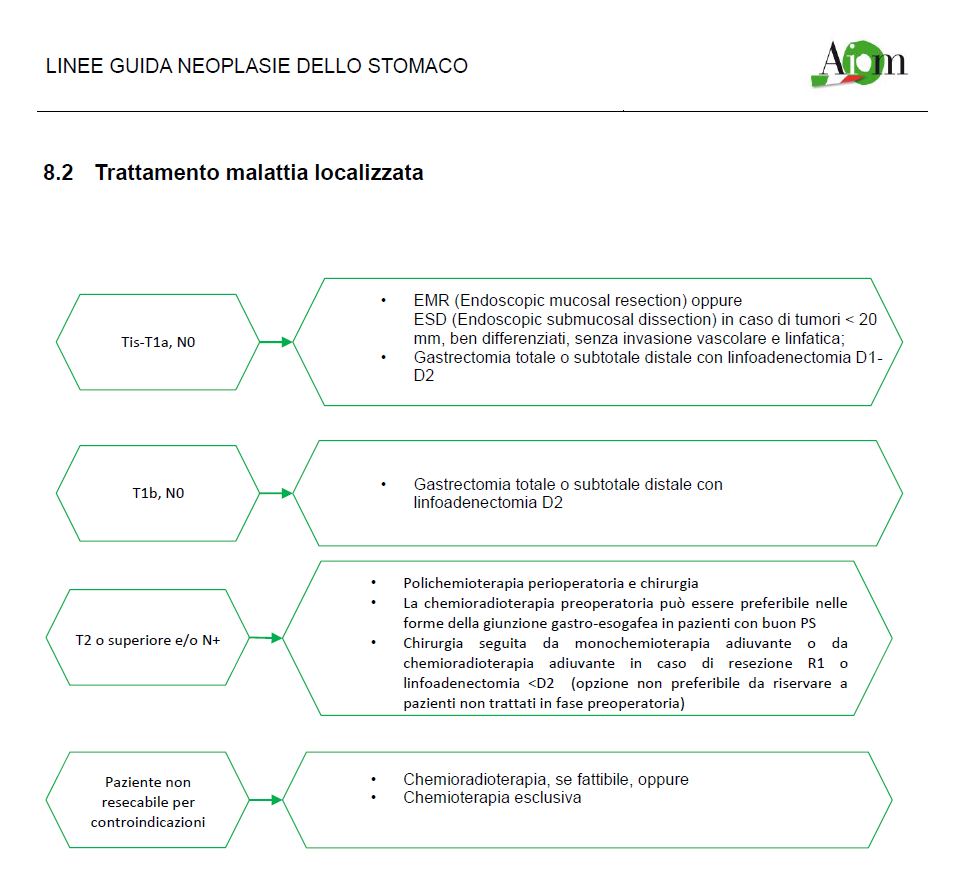 LINEE GUIDA NEOPLASIE DELLO STOMACO
Aiom
8.2 Trattamento malattia localizzata
Tis-T1a, N0
• EMR (Endoscopic mucosal resection) oppure
ESD (Endoscopic submucosal dissection) in caso di tumori < 20
mm, ben differenziati, senza invasione vascolare e linfatica;
• Gastrectomia totale o subtotale distale con linfoadenectomia D1-
D2
T1b, N0
• Gastrectomia totale o subtotale distale con
linfoadenectomia D2
T2 o superiore e/o N+
• Polichemioterapia perioperatoria e chirurgia
• La chemioradioterapia preoperatoria può essere preferibile nelle
forme della giunzione gastro-esogafea in pazienti con buon PS
• Chirurgia seguita da monochemioterapia adiuvante o da
chemioradioterapia adiuvante in caso di resezione R1 o
linfoadenectomia <D2 (opzione non preferibile da riservare a
pazienti non trattati in fase preoperatoria)
Paziente non
resecabile per
controindicazioni
• Chemioradioterapia, se fattibile, oppure
• Chemioterapia esclusiva